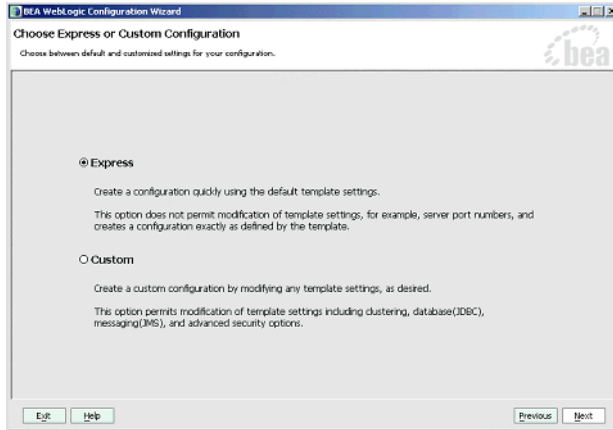 BEA WebLogic Configuration Wizard
Choose Express or Custom Configuration
Choose between default and customized settings for your configuration.
bea
Express
Create a configuration quickly using the default template settings.
This option does not permit modification of template settings, for example, server port numbers, and
creates a configuration exactly as defined by the template.
Custom
Create a custom configuration by modifying any template settings, as desired.
This option permits modification of template settings including clustering, database(JDBC),
messaging(JMS), and advanced security options.
Exit Help Previous Next